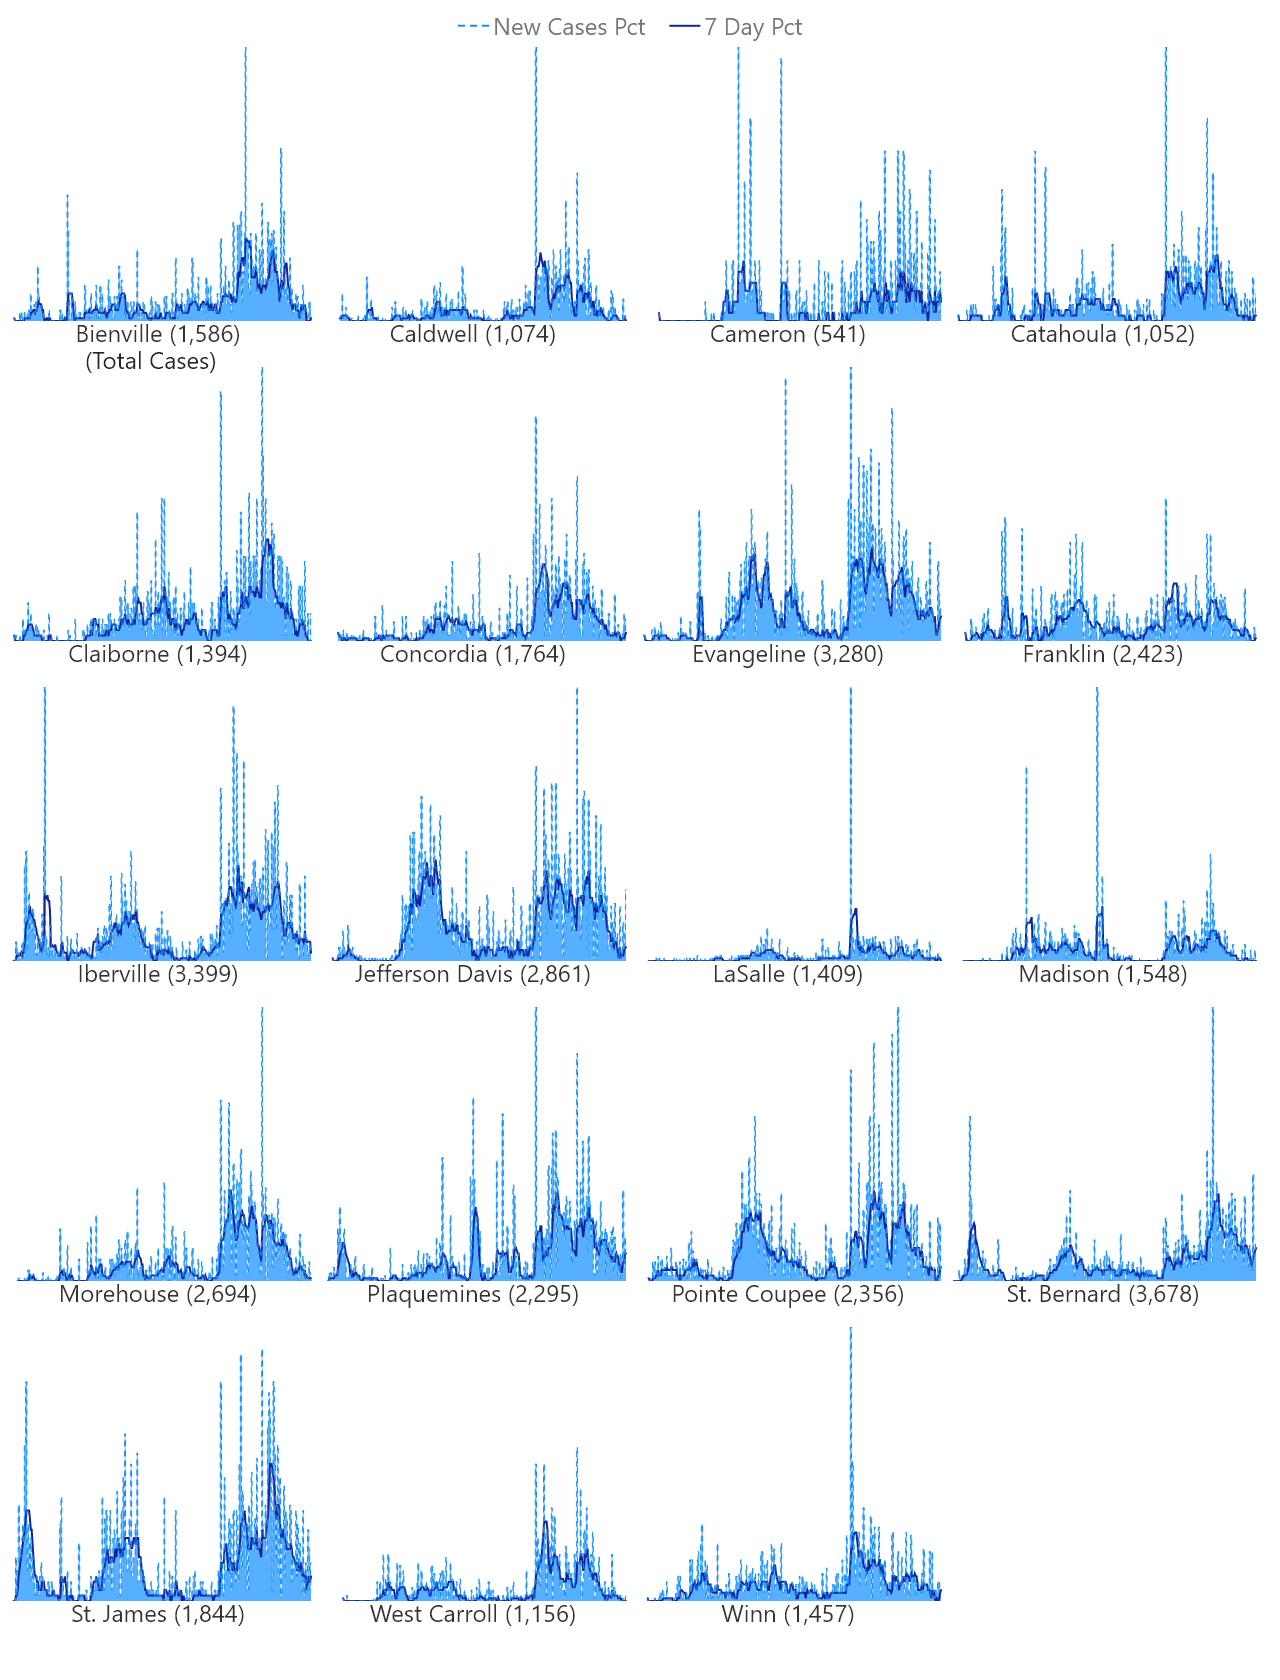 New Cases Pct 7 Day Pct
Bienville (1,586) Caldwell (1,074) Cameron (541) Catahoula (1,052)
(Total Cases)
Claiborne (1,394) Concordia (1,764) Evangeline (3,280) Franklin (2,423)
Iberville (3,399) Jefferson Davis (2,861) LaSalle (1,409) Madison (1,548)
Morehouse (2,694) Plaquemines (2,295) Pointe Coupee (2,356) St. Bernard (3,678)
St. James (1,844) West Carroll (1,156) Winn (1,457)